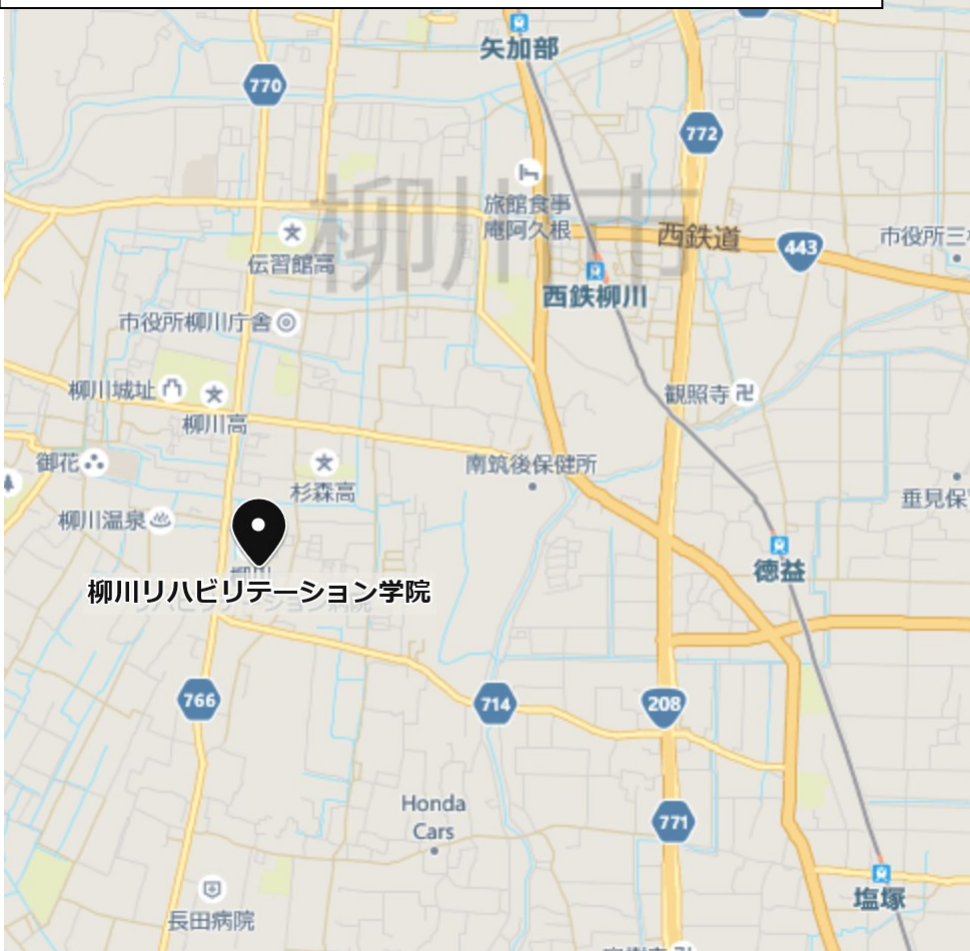 矢加部
770
772
旅館食事
庵阿久根
柳川市
西鉄道
443
伝習館高
市役所三
西鉄柳川
市役所柳川庁舎
柳川城址
柳川高
観照寺
御花
杉森高
南筑後保健所
垂見保
柳川温泉
徳益
柳川
柳川リハビリテーション学院
766
714
208
Honda
Cars
771
長田病院
塩塚